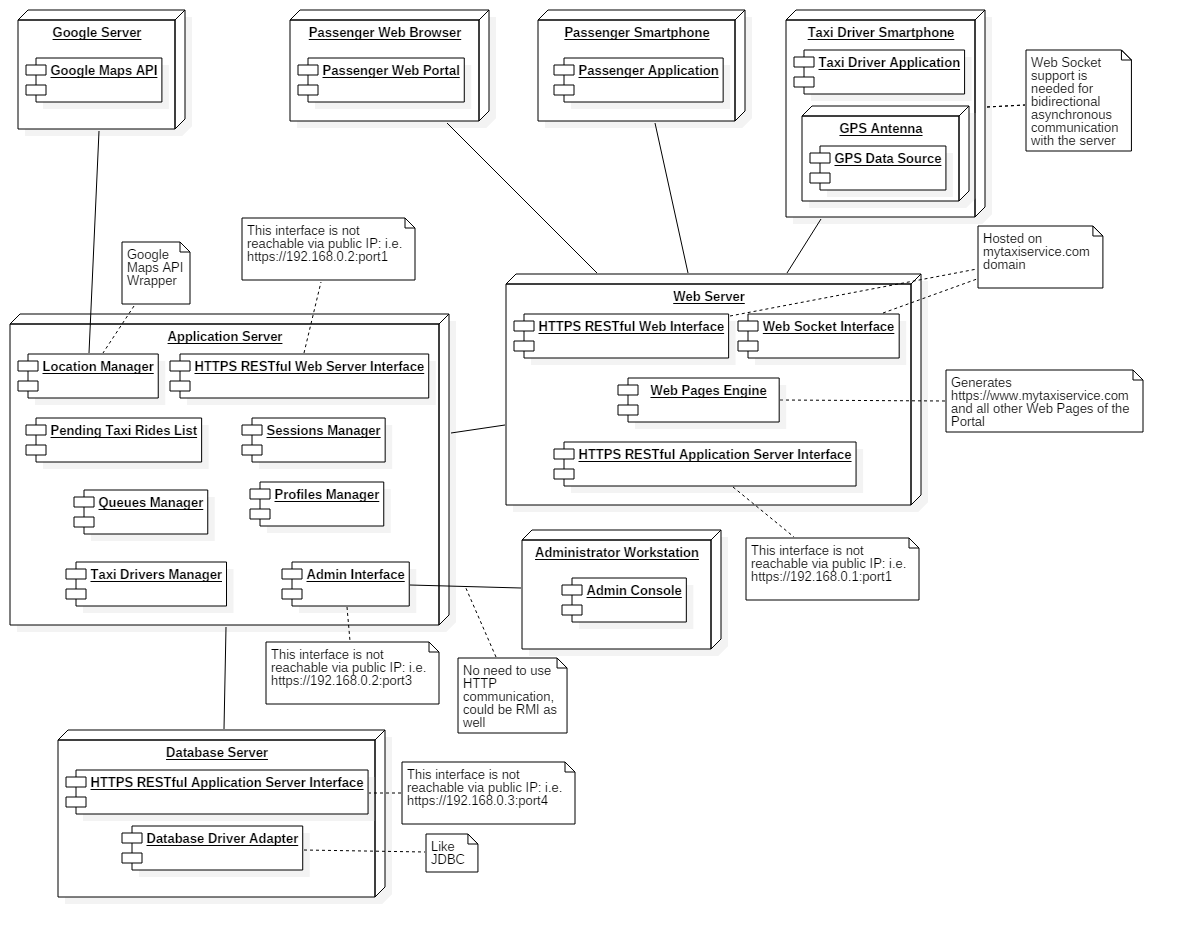 Google Server
Google Maps API
Passenger Web Browser
Passenger Web Portal
Passenger Smartphone
Passenger Application
Taxi Driver Smartphone
Taxi Driver Application
GPS Antenna
GPS Data Source
Web Socket
support is
needed for
bidirectional
asynchronous
communication
with the server
Google
Maps API
Wrapper
This interface is not
reachable via public IP: i.e.
https://192.168.0.2:port1
Hosted on
mytaxiservice.com
domain
Application Server
Location Manager
HTTPS RESTful Web Server Interface
Pending Taxi Rides List
Sessions Manager
Queues Manager
Profiles Manager
Taxi Drivers Manager
Admin Interface
Web Server
HTTPS RESTful Web Interface
Web Socket Interface
Web Pages Engine
HTTPS RESTful Application Server Interface
Generates
https://www.mytaxiservice.com
and all other Web Pages of the
Portal
This interface is not
reachable via public IP: i.e.
https://192.168.0.1:port1
Administrator Workstation
Admin Console
This interface is not
reachable via public IP: i.e.
https://192.168.0.2:port3
No need to use
HTTP
communication,
could be RMI as
well
Database Server
HTTPS RESTful Application Server Interface
Database Driver Adapter
This interface is not
reachable via public IP: i.e.
https://192.168.0.3:port4
Like
JDBC